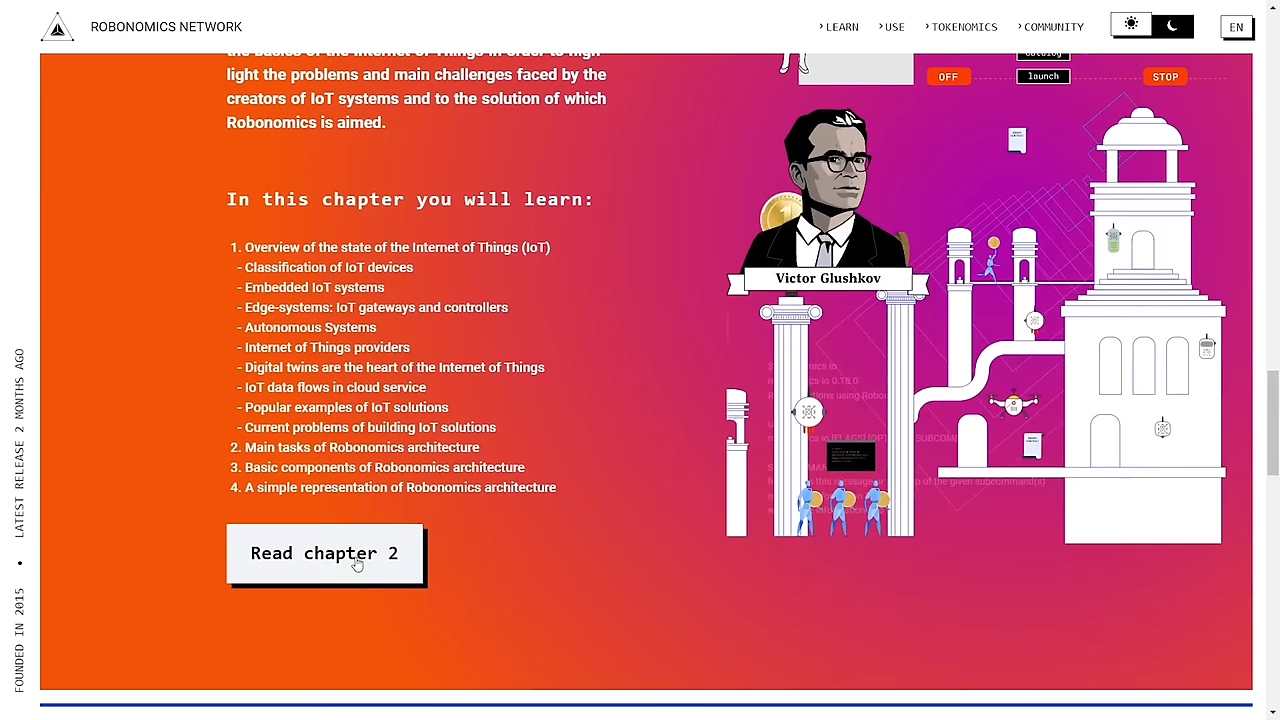 ROBONOMICS NETWORK
LEARN
USE
TOKENOMICS
COMMUNITY
EN
light the problems and main challenges faced by the
creators of IoT systems and to the solution of which
Robonomics is aimed.
In this chapter you will learn:
1. Overview of the state of the Internet of Things (IoT)
- Classification of IoT devices
- Embedded IoT systems
- Edge-systems: IoT gateways and controllers
- Autonomous Systems
- Internet of Things providers
- Digital twins are the heart of the Internet of Things
- IoT data flows in cloud service
- Popular examples of IoT solutions
- Current problems of building IoT solutions
2. Main tasks of Robonomics architecture
3. Basic components of Robonomics architecture
4. A simple representation of Robonomics architecture
Read chapter 2
OFF
launch
STOP
1
Victor Glushkov
FOUNDED IN 2015 • LATEST RELEASE 2 MONTHS AGO